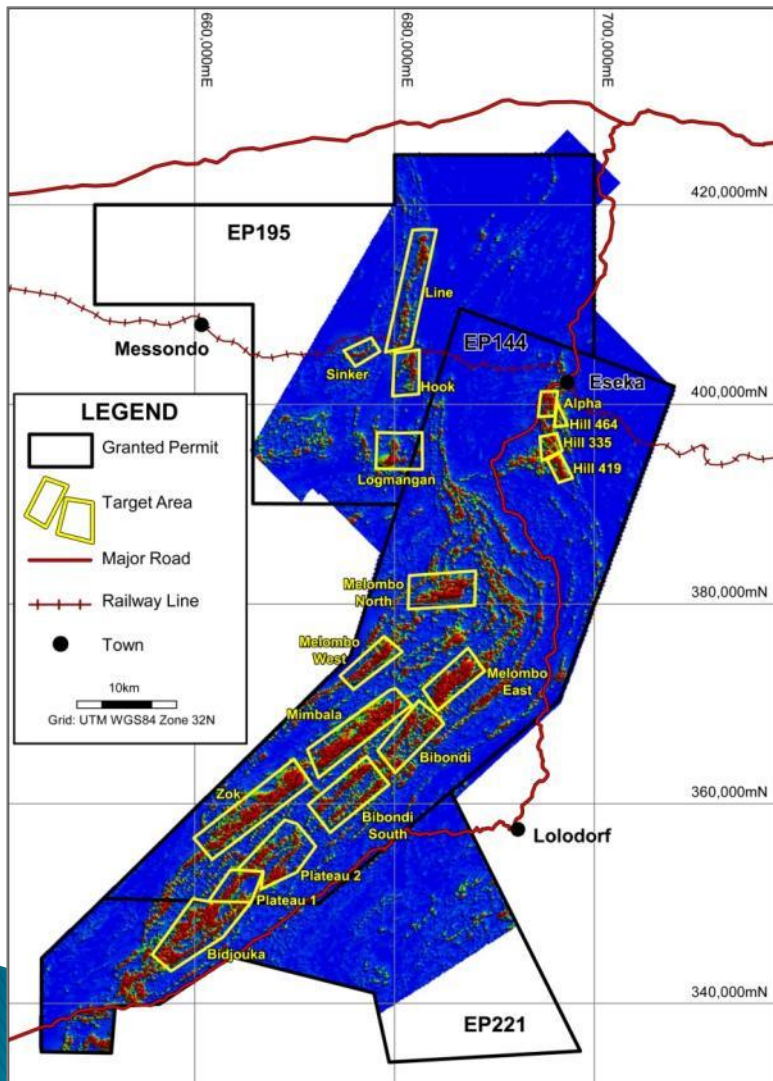 660,000mE
680,000mE
700,000mE
420,000mN
EP195
Line
Messondo
EP144
Sinker
Hook
Eseka
400,000mN
Alpha
Hill 464
Hill 335
Hill 419
Logmangan
LEGEND
Granted Permit
Target Area
Major Road
Railway Line
Town
10km
Grid: UTM WGS84 Zone 32N
Melombo
North
380,000mN
Melombo
West
Melombo
East
Mimbala
Bibondi
Zok
360,000mN
Bibondi
South
Lolodorf
Plateau 2
Plateau 1
Bidjouka
340,000mN
EP221